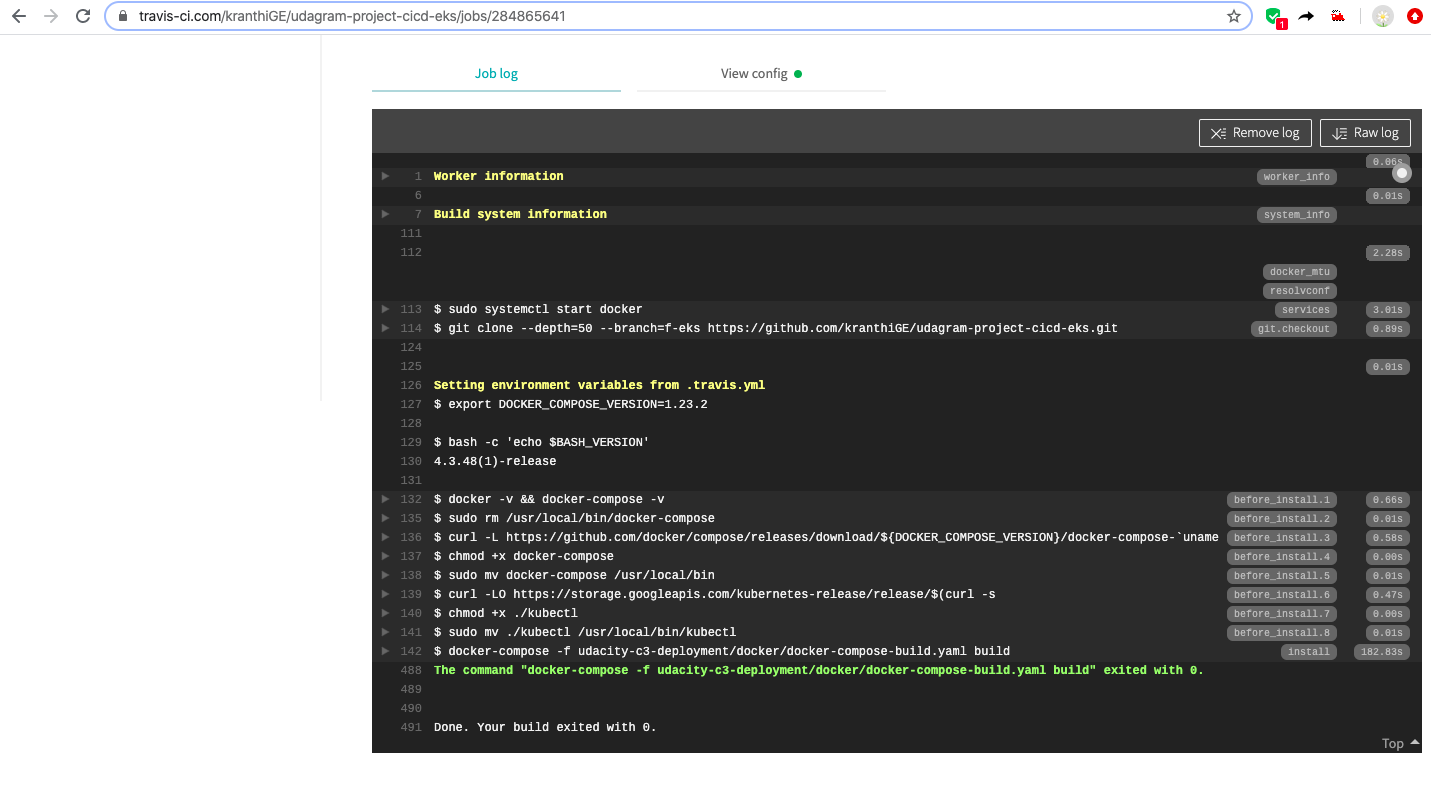 travis-ci.com/kranthiGE/udagram-project-cicd-eks/jobs/284865641
1
Job log
View config
Remove log
Raw log
0.06s
1 Worker information worker_info
6 0.01s
7 Build system information system_info
111
112 2.28s
docker_mtu
resolvconf
113 $ sudo systemctl start docker services 3.01s
114 $ git clone --depth=50 --branch=f-eks https://github.com/kranthiGE/udagram-project-cicd-eks.git git.checkout 0.89s
124
125 0.01s
126 Setting environment variables from .travis.yml
127 $ export DOCKER_COMPOSE_VERSION=1.23.2
128
129 $ bash -c 'echo $BASH_VERSION'
130 4.3.48(1)-release
131
132 $ docker -v && docker-compose -v before_install.1 0.66s
135 $ sudo rm /usr/local/bin/docker-compose before_install.2 0.01s
136 $ curl -L https://github.com/docker/compose/releases/download/${DOCKER_COMPOSE_VERSION}/docker-compose-`uname before_install.3 0.58s
137 $ chmod +x docker-compose before_install.4 0.00s
138 $ sudo mv docker-compose /usr/local/bin before_install.5 0.01s
139 $ curl -LO https://storage.googleapis.com/kubernetes-release/release/$(curl -s before_install.6 0.47s
140 $ chmod +x ./kubectl before_install.7 0.00s
141 $ sudo mv ./kubectl /usr/local/bin/kubectl before_install.8 0.01s
142 $ docker-compose -f udacity-c3-deployment/docker/docker-compose-build.yaml build install 182.83s
488 The command "docker-compose -f udacity-c3-deployment/docker/docker-compose-build.yaml build" exited with 0.
489
490
491 Done. Your build exited with 0.
Top